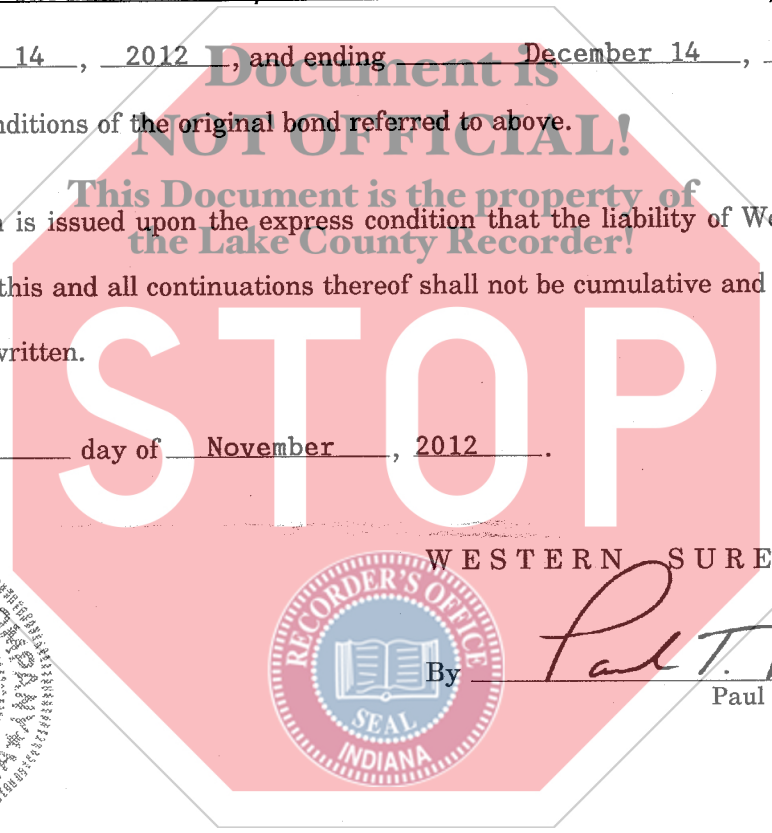 14 , 2012 , and ending December 14 ,
Document is
nditions of the original bond referred to above.
NOT OFFICIAL!
This Document is the property of
is issued upon the express condition that the liability of We
the Lake County Recorder!
this and all continuations thereof shall not be cumulative and
written.
STOP
day of November , 2012 .
WESTERN SURE
RECORDER'S OFFICE
SEAL
INDIANA
By Paul T.
Paul